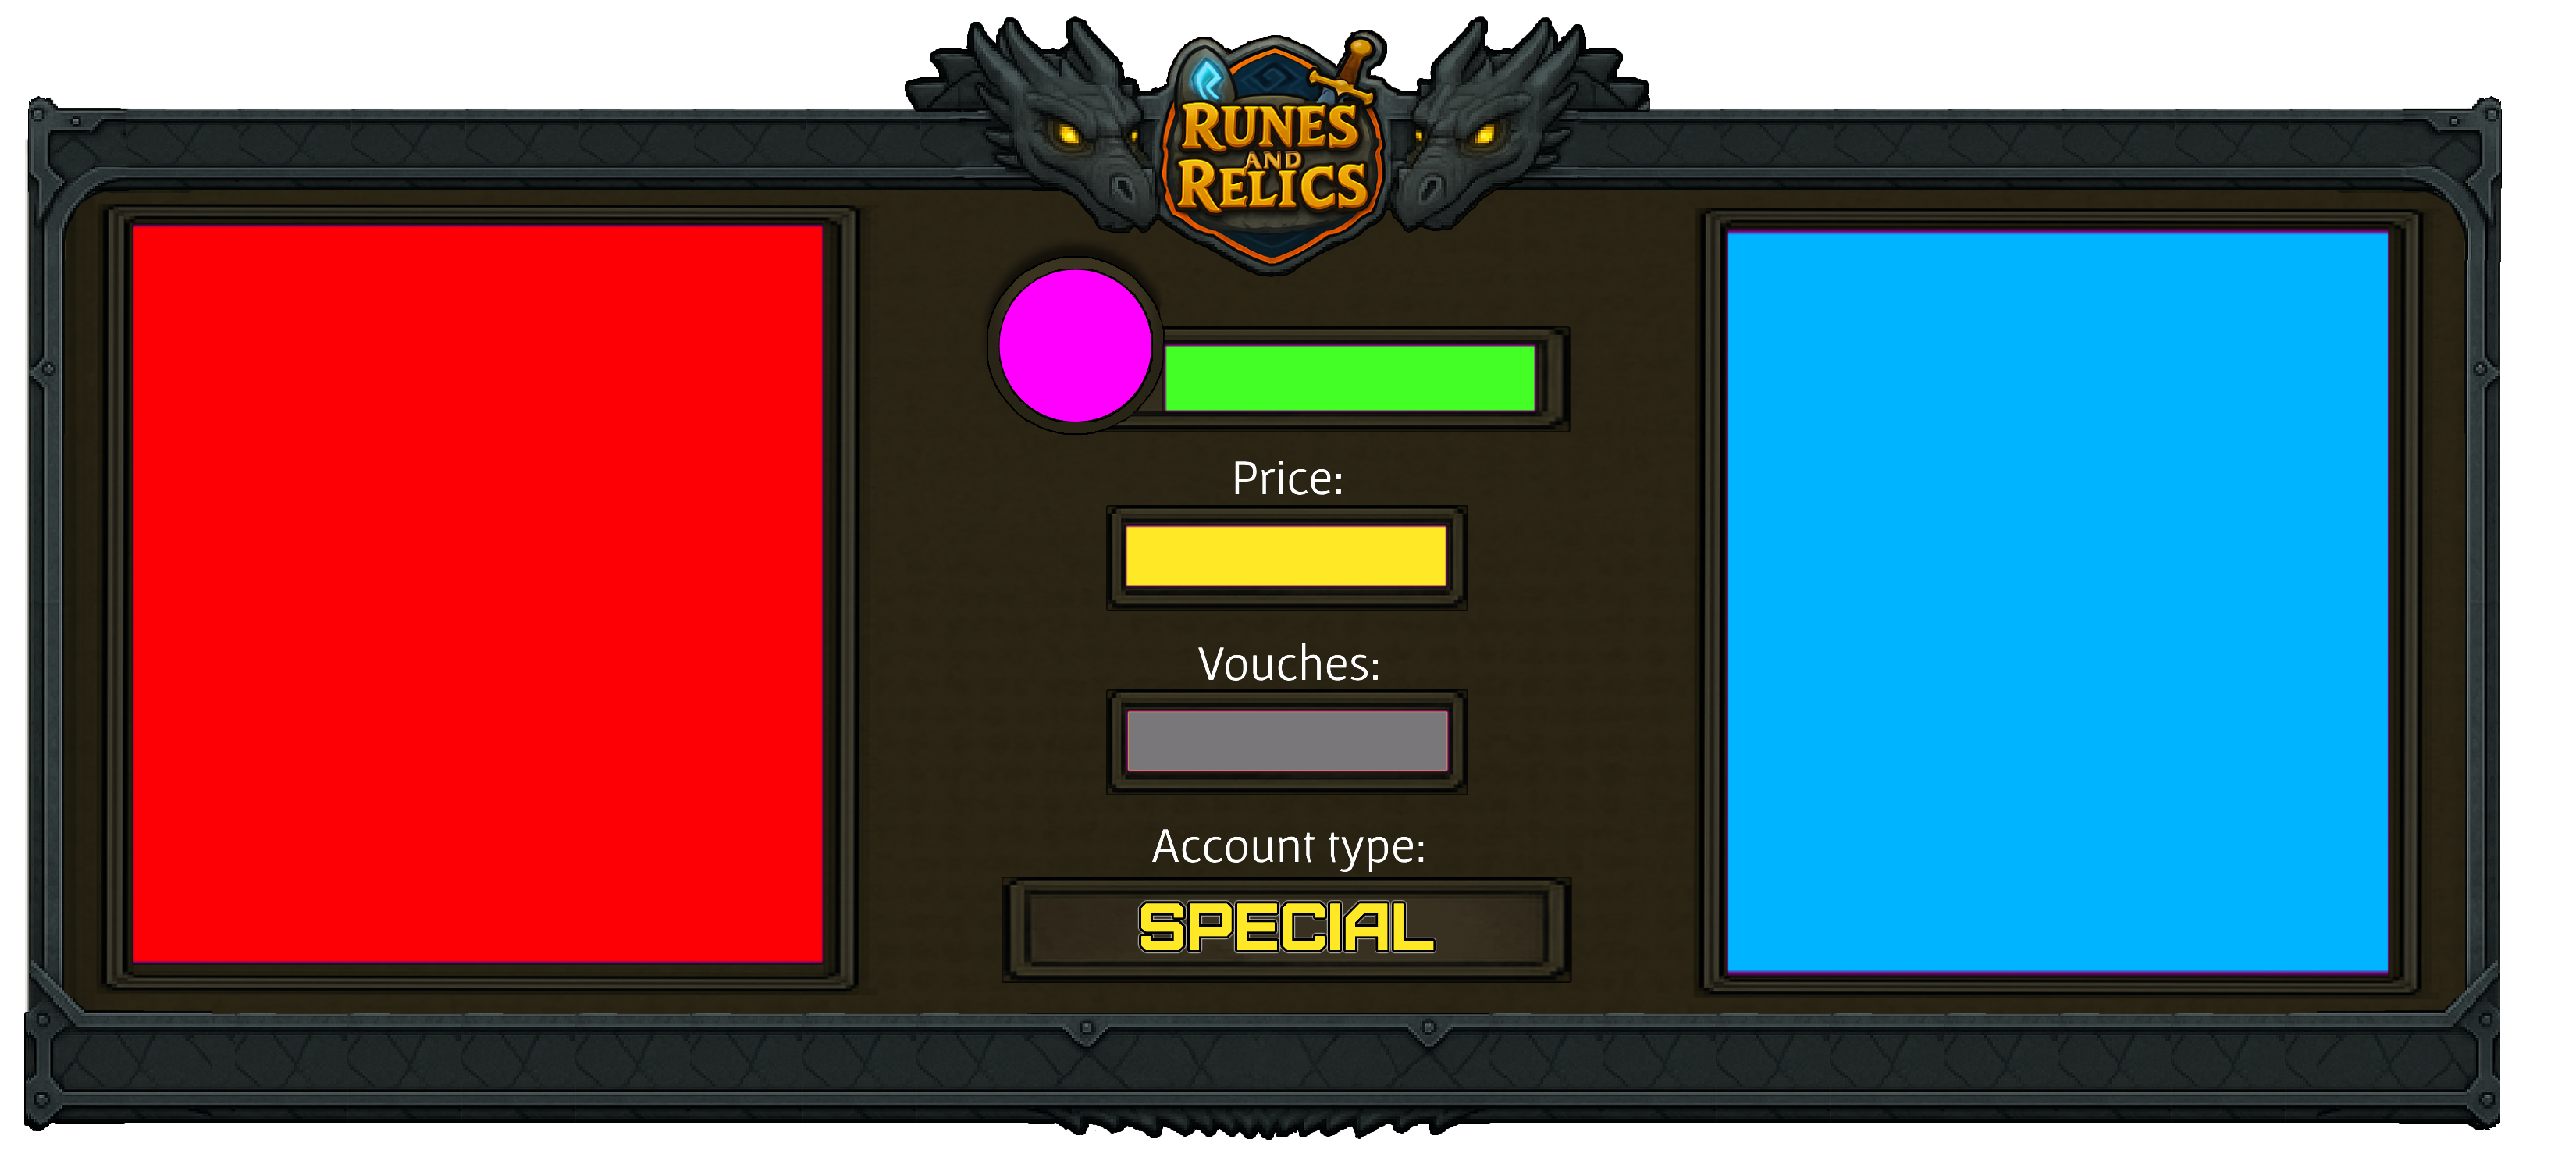 RUNES
AND
RELICS
Price:
Vouches:
Account type:
SPECIAL